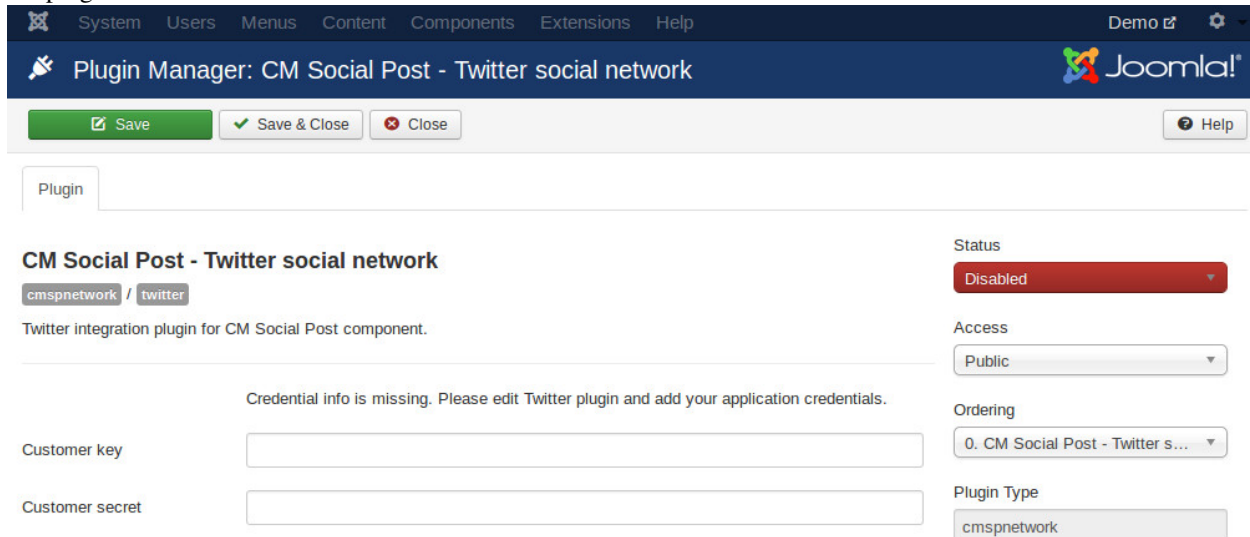 System Users Menus Content Components Extensions Help Demo
Plugin Manager: CM Social Post - Twitter social network Joomla!
Save Save & Close Close Help
Plugin
CM Social Post - Twitter social network
cmspnetwork / twitter
Twitter integration plugin for CM Social Post component.
Credential info is missing. Please edit Twitter plugin and add your application credentials.
Customer key
Customer secret
Status
Disabled
Access
Public
Ordering
0. CM Social Post - Twitter s...
Plugin Type
cmspnetwork